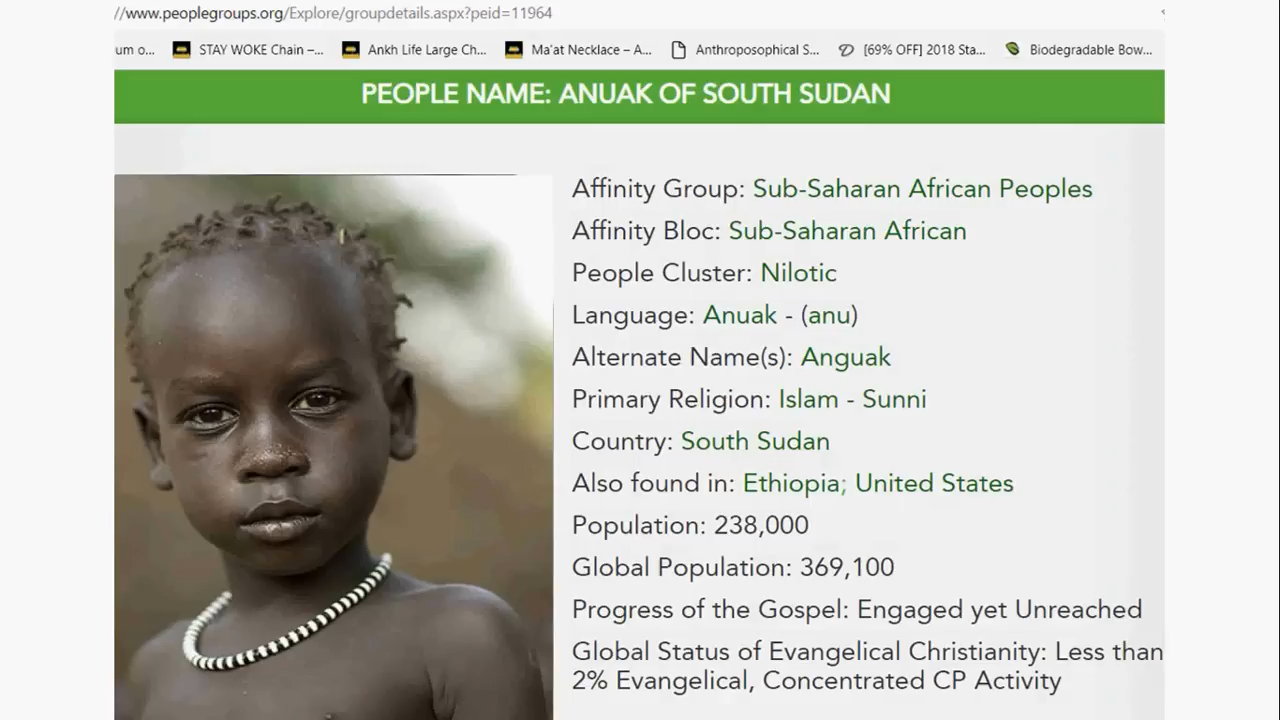 //www.peoplegroups.org/Explore/groupdetails.aspx?peid=11964
um o... STAY WOKE Chain –... Ankh Life Large Ch... Ma'at Necklace – A... Anthroposophical S... [69% OFF] 2018 Sta... Biodegradable Bow...
PEOPLE NAME: ANUAK OF SOUTH SUDAN
Affinity Group: Sub-Saharan African Peoples
Affinity Bloc: Sub-Saharan African
People Cluster: Nilotic
Language: Anuak - (anu)
Alternate Name(s): Anguak
Primary Religion: Islam - Sunni
Country: South Sudan
Also found in: Ethiopia; United States
Population: 238,000
Global Population: 369,100
Progress of the Gospel: Engaged yet Unreached
Global Status of Evangelical Christianity: Less than
2% Evangelical, Concentrated CP Activity